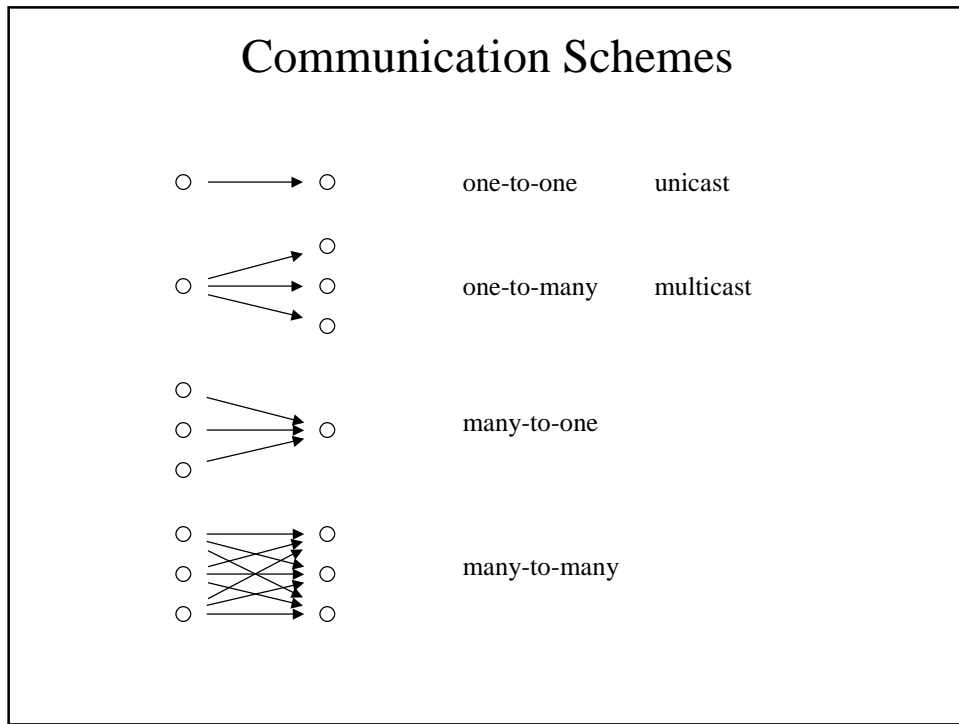 Communication Schemes
one-to-one unicast
one-to-many multicast
many-to-one
many-to-many